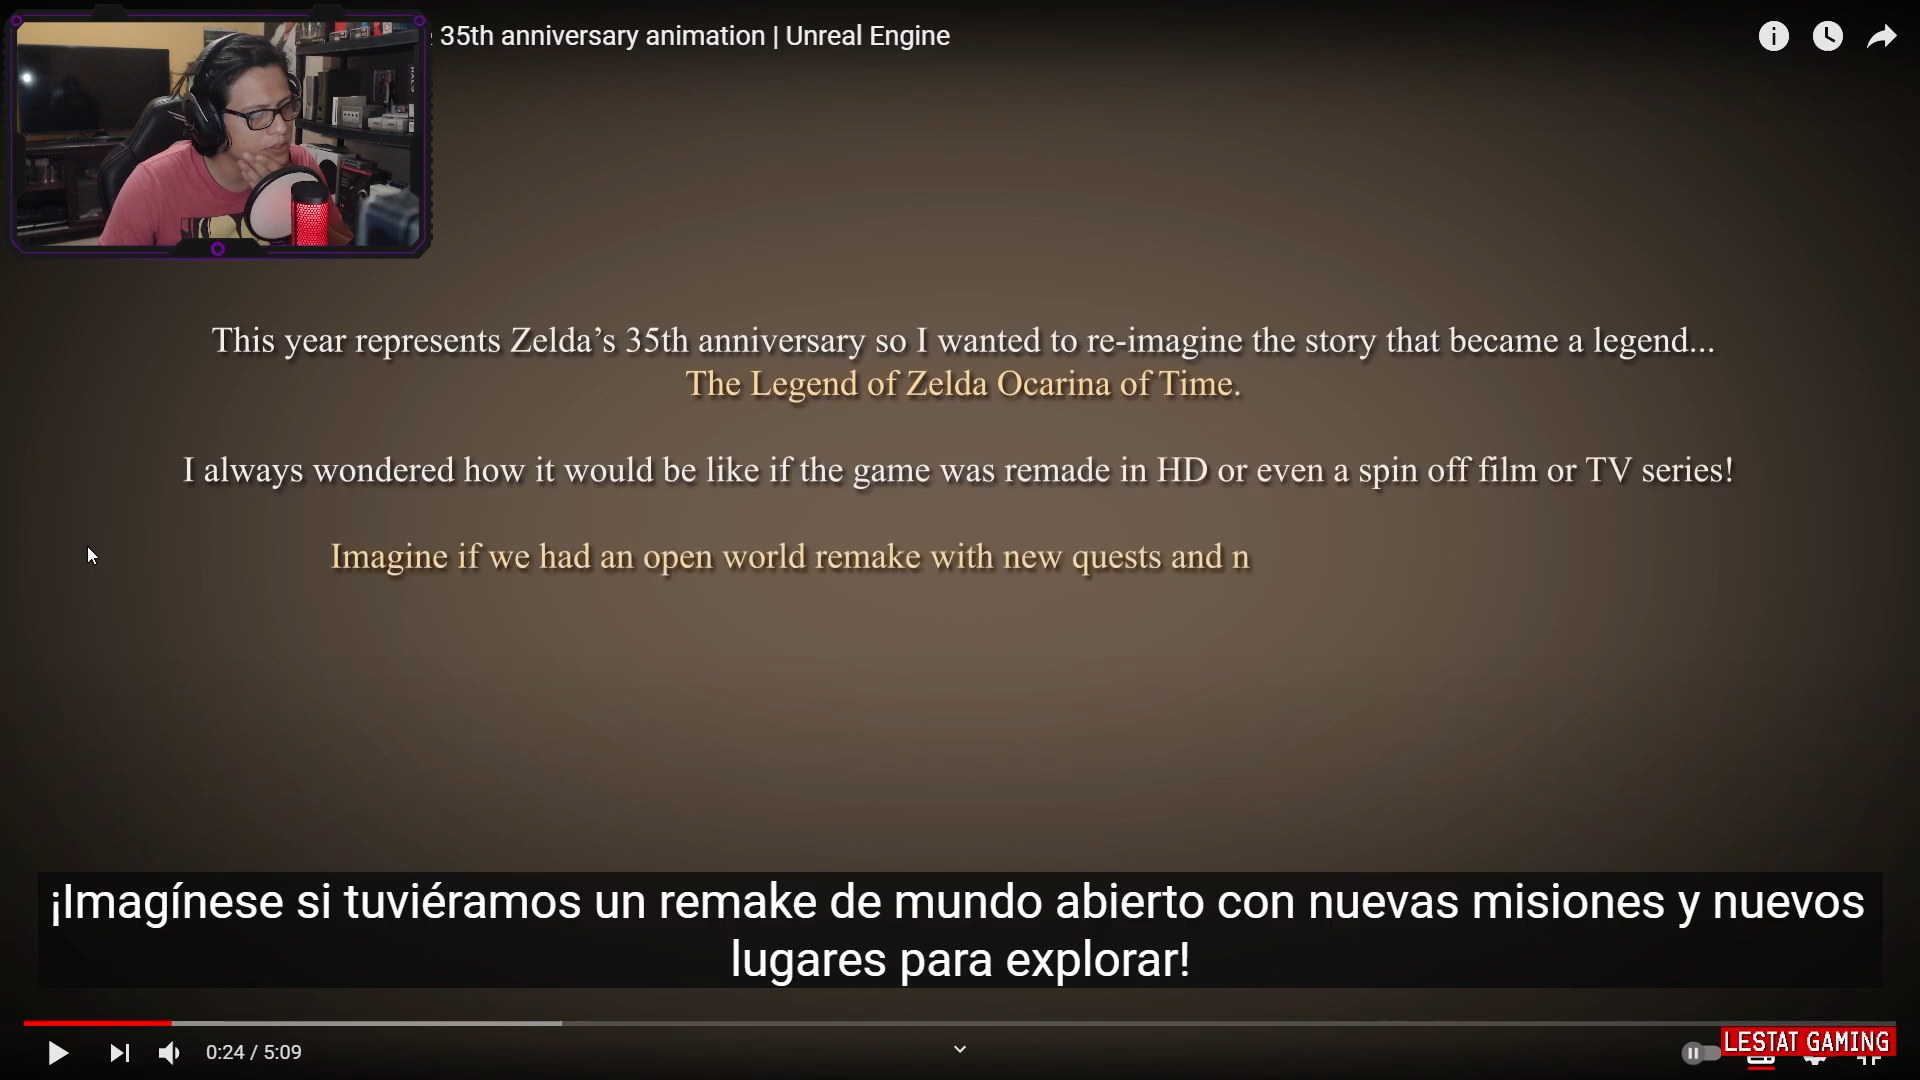 35th anniversary animation | Unreal Engine
This year represents Zelda's 35th anniversary so I wanted to re-imagine the story that became a legend...
The Legend of Zelda Ocarina of Time.
I always wondered how it would be like if the game was remade in HD or even a spin off film or TV series!
Imagine if we had an open world remake with new quests and n
¡Imagínese si tuviéramos un remake de mundo abierto con nuevas misiones y nuevos
lugares para explorar!
0:24 / 5:09
LESTAT GAMING